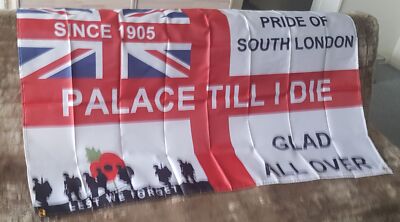 SINCE 1905
PRIDE OF
SOUTH LONDON
PALACE TILL I DIE
GLAD
ALL OVER
LEST WE FORGET